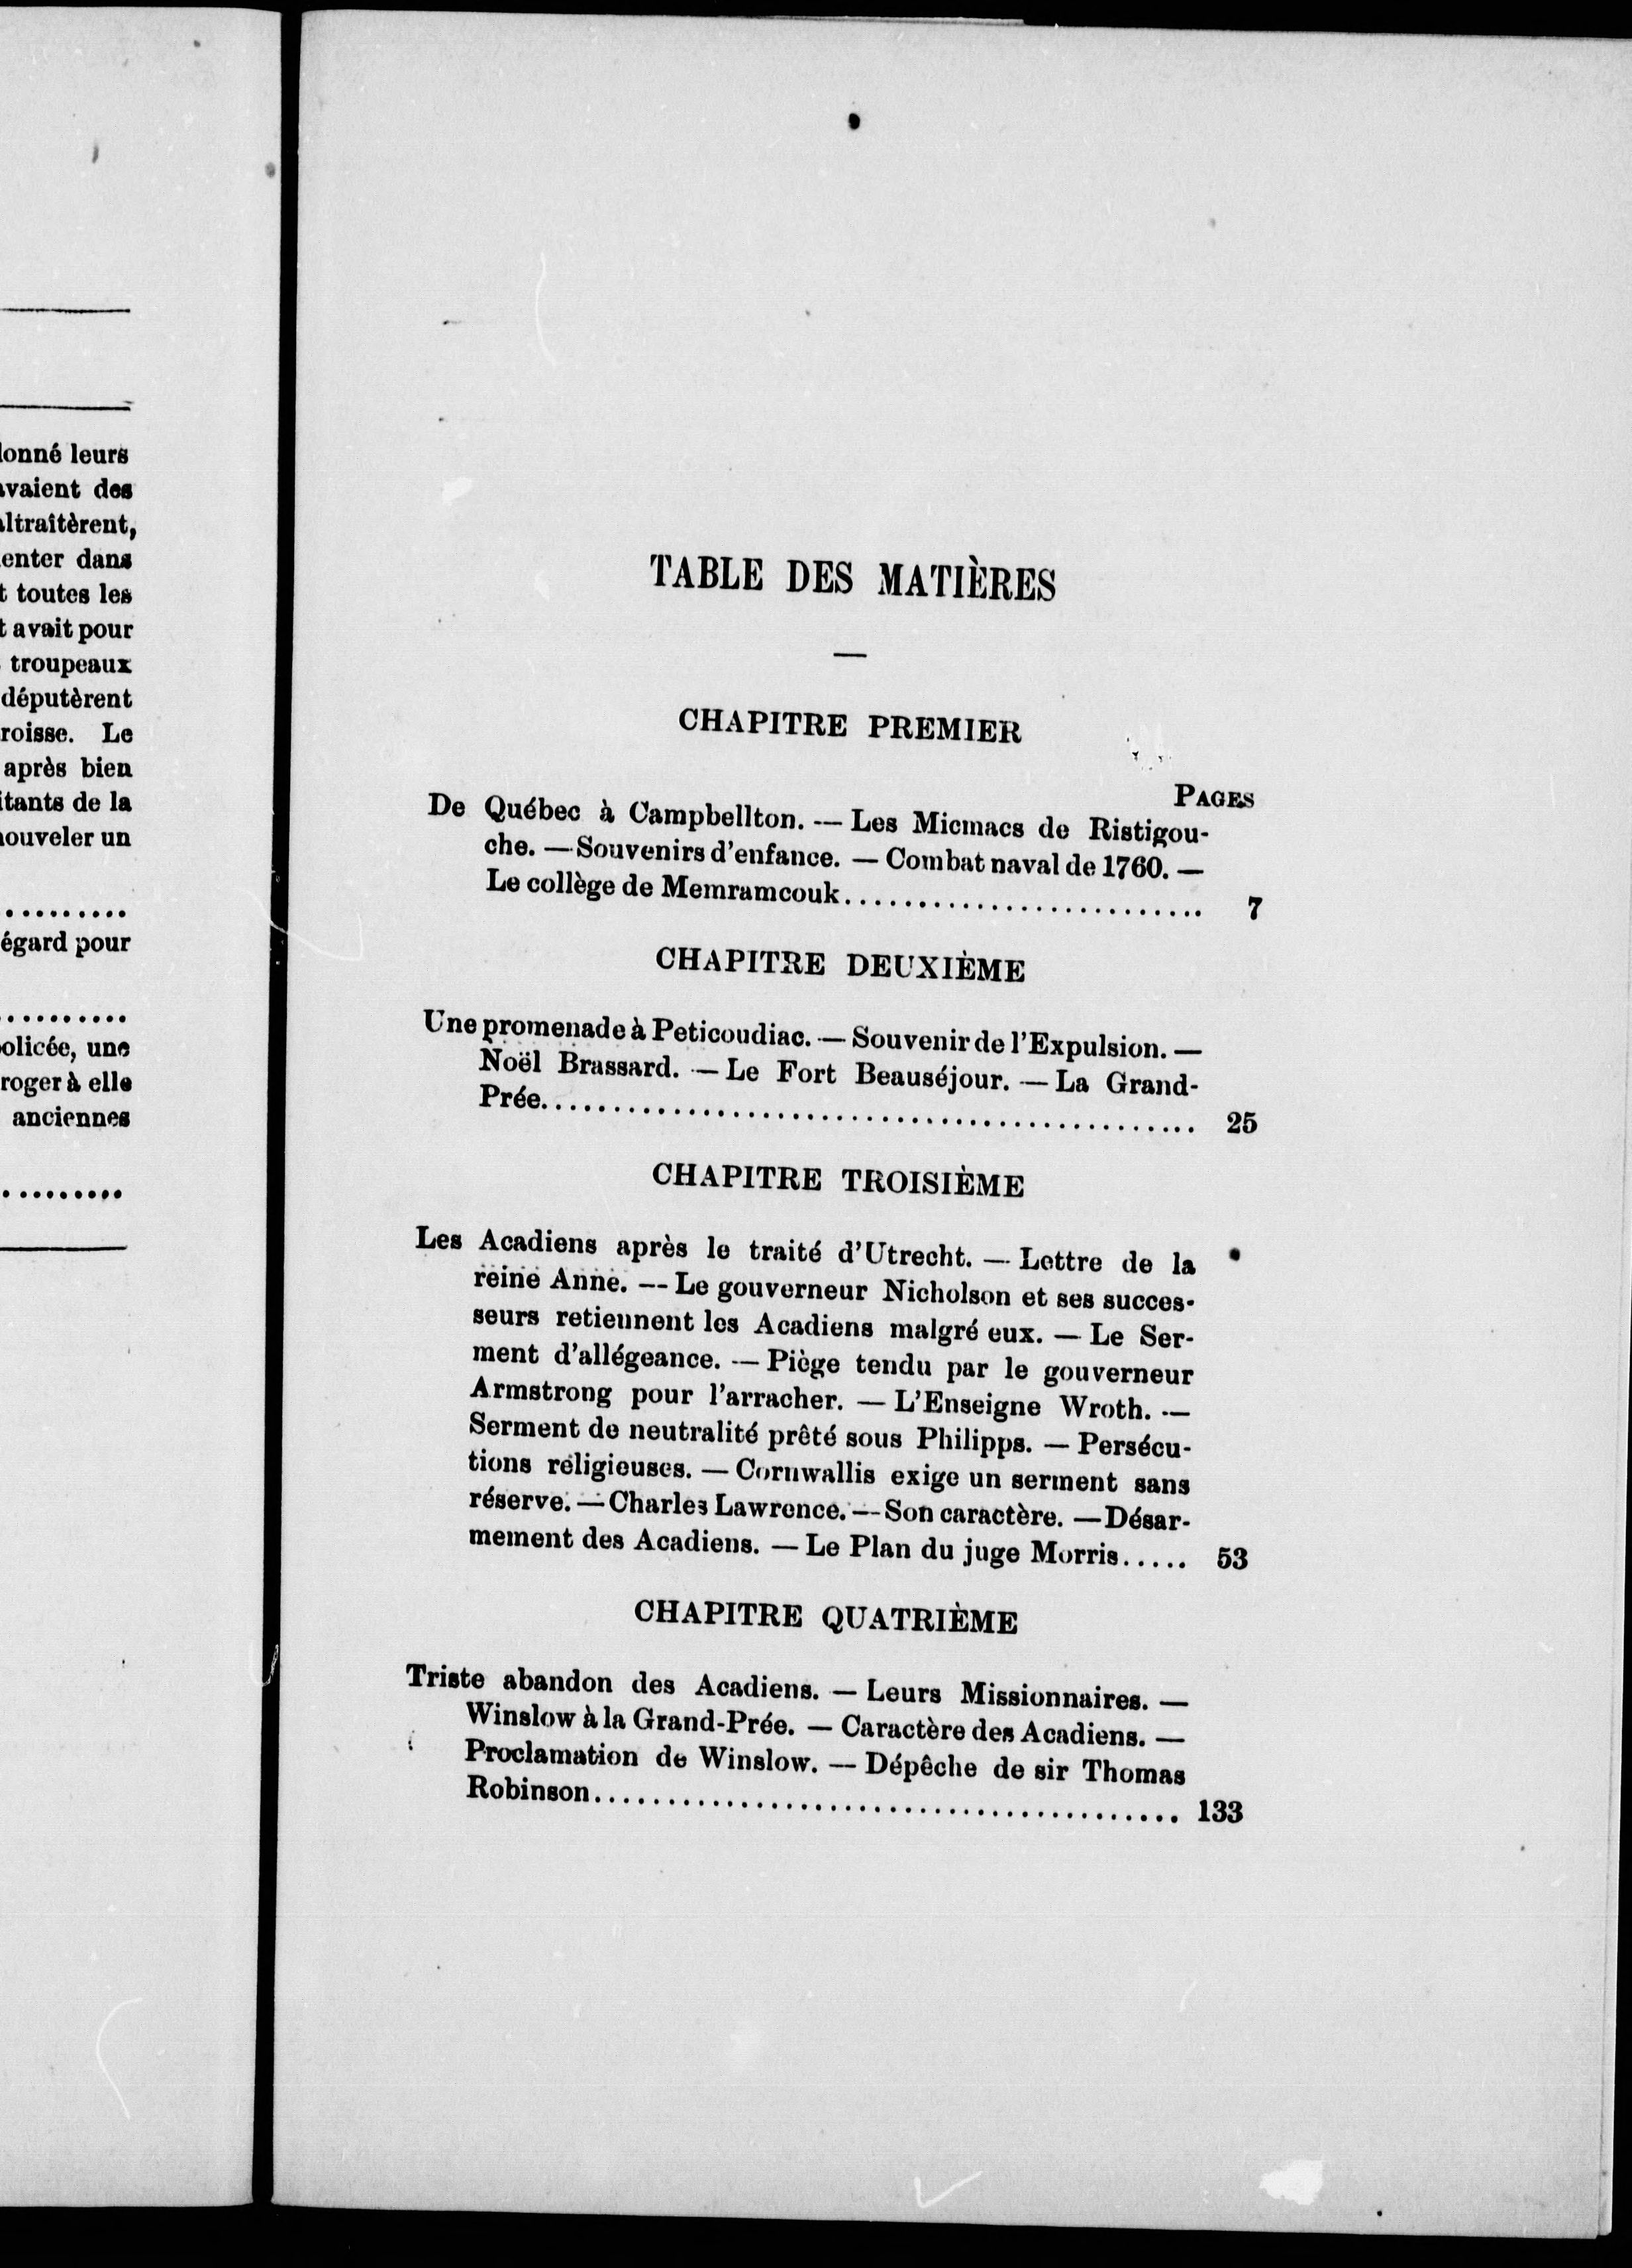 donné leurs
avaient des
altraitèrent,
enter dans
toutes les
avait pour
troupeaux
députèrent
roisse. Le
après bien
itants de la
nouveler un
..........
égard pour
..........
olicée, une
roger à elle
anciennes
..........
TABLE DES MATIÈRES
—
CHAPITRE PREMIER
PAGES
De Québec à Campbellton. — Les Micmacs de Ristigou-
che. — Souvenirs d'enfance. — Combat naval de 1760. —
Le collège de Memramcouk......................... 7
CHAPITRE DEUXIÈME
Une promenade à Peticoudiac. — Souvenir de l'Expulsion. —
Noël Brassard. — Le Fort Beauséjour. — La Grand-
Prée............................................. 25
CHAPITRE TROISIÈME
Les Acadiens après le traité d'Utrecht. — Lettre de la
reine Anne. — Le gouverneur Nicholson et ses succes-
seurs retiennent les Acadiens malgré eux. — Le Ser-
ment d'allégeance. — Piège tendu par le gouverneur
Armstrong pour l'arracher. — L'Enseigne Wroth. —
Serment de neutralité prêté sous Philipps. — Persécu-
tions religieuses. — Cornwallis exige un serment sans
réserve. — Charles Lawrence. — Son caractère. — Désar-
mement des Acadiens. — Le Plan du juge Morris..... 53
CHAPITRE QUATRIÈME
Triste abandon des Acadiens. — Leurs Missionnaires. —
Winslow à la Grand-Prée. — Caractère des Acadiens. —
Proclamation de Winslow. — Dépêche de sir Thomas
Robinson......................................... 133